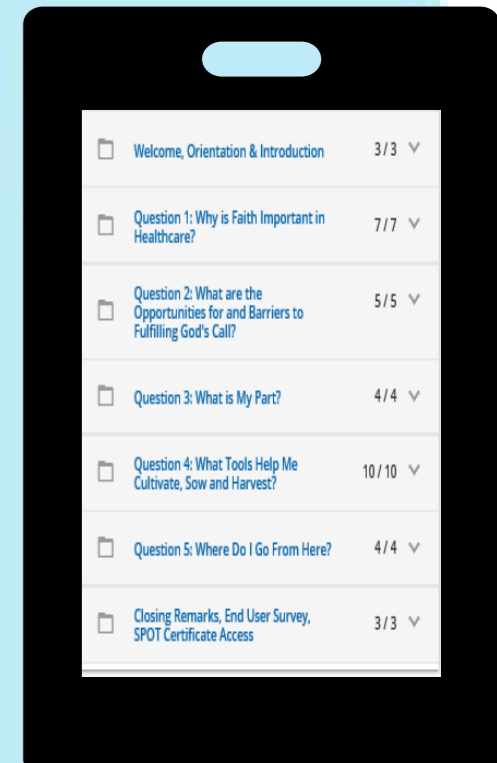 Welcome, Orientation & Introduction 3 / 3
Question 1: Why is Faith Important in
Healthcare? 7 / 7
Question 2: What are the
Opportunities for and Barriers to 5 / 5
Fulfilling God's Call?
Question 3: What is My Part? 4 / 4
Question 4: What Tools Help Me
Cultivate, Sow and Harvest? 10 / 10
Question 5: Where Do I Go From Here? 4 / 4
Closing Remarks, End User Survey,
SPOT Certificate Access 3 / 3